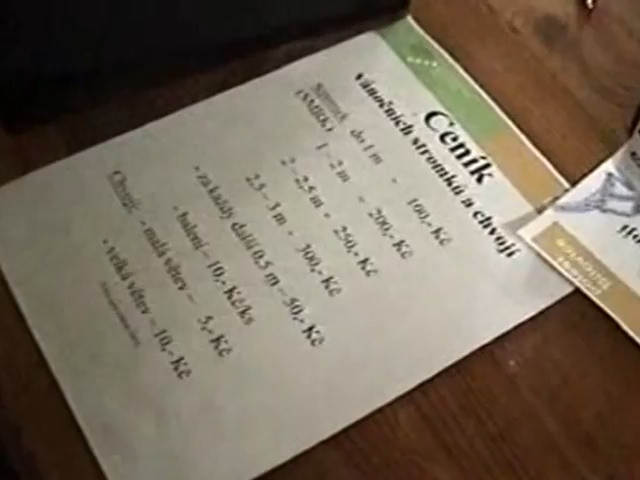 Ceník
vánočních stromků a chvojí
Smrk do 1 m = 100,- Kč
1 - 2 m = 200,- Kč
2 - 2,5 m = 250,- Kč
2,5 - 3 m = 300,- Kč
- za každý další 0,5 m - 50,- Kč
- balení - 10,- Kč/ks
Chvojí: - malá větev - 5,- Kč
- velká větev - 10,- Kč